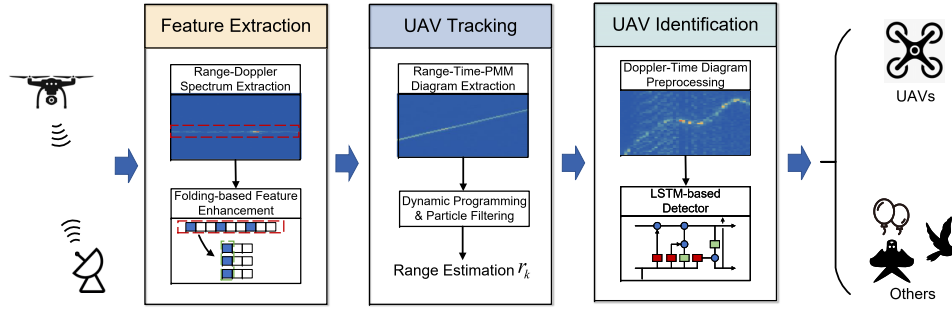 Feature Extraction
Range-Doppler
Spectrum Extraction
Folding-based Feature
Enhancement
UAV Tracking
Range-Time-PMM
Diagram Extraction
Dynamic Programming
& Particle Filtering
Range Estimation r_k
UAV Identification
Doppler-Time Diagram
Preprocessing
LSTM-based
Detector
UAVs
Others